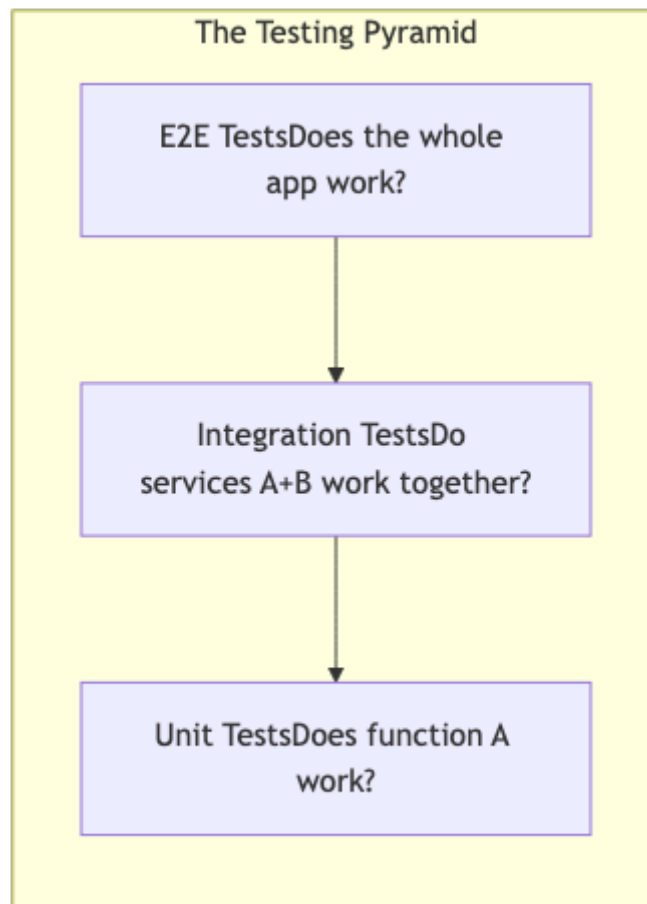 The Testing Pyramid
E2E TestsDoes the whole
app work?
Integration TestsDo
services A+B work together?
Unit TestsDoes function A
work?